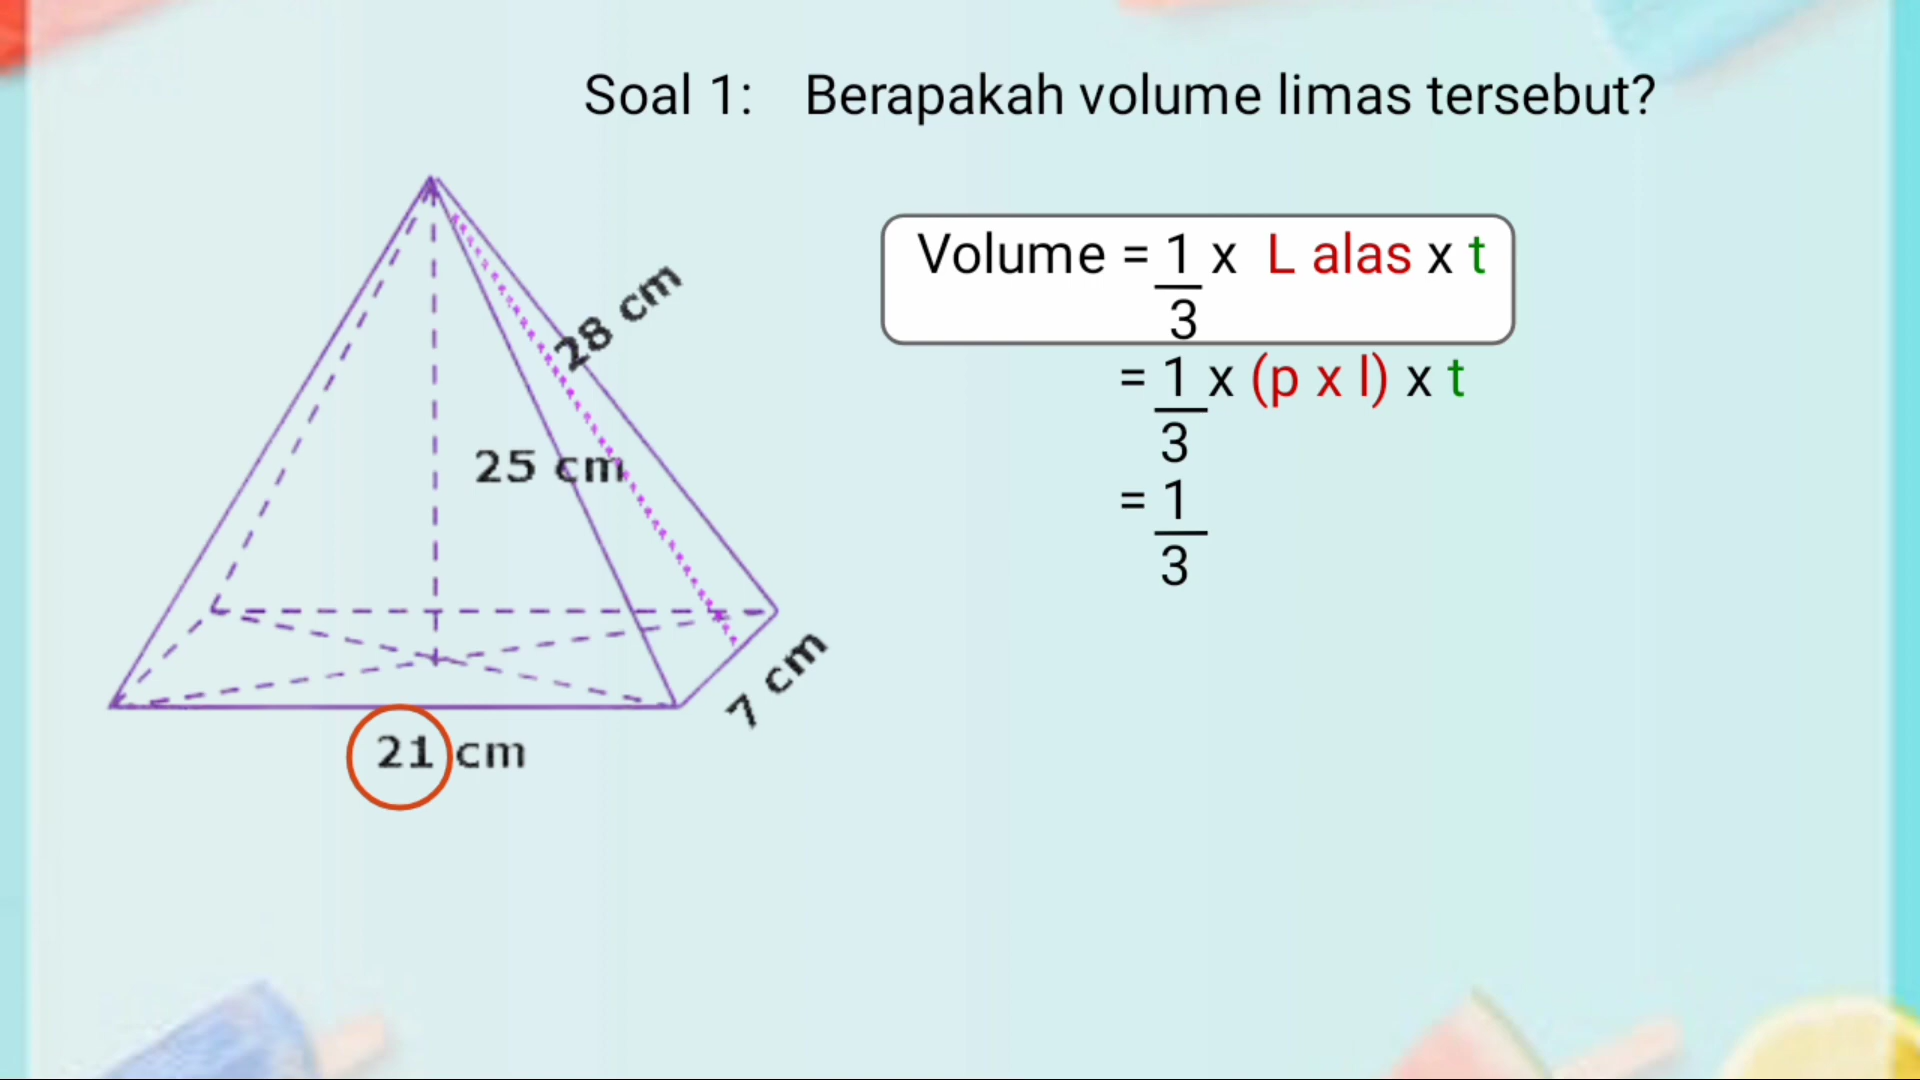 Soal 1: Berapakah volume limas tersebut?
Volume = 1/3 x L alas x t
= 1/3 x (p x l) x t
= 1/3
28 cm
25 cm
7 cm
21 cm